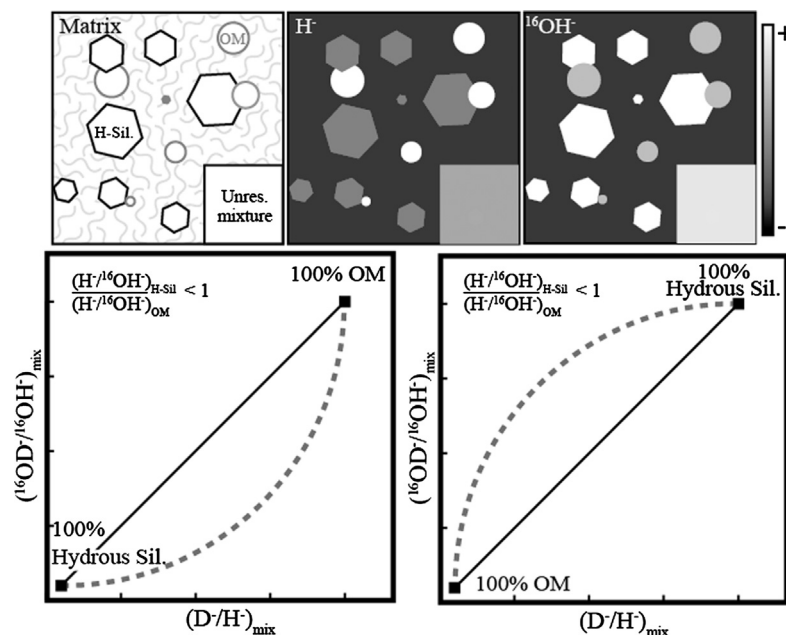 Matrix
H⁻
¹⁶OH⁻
+
OM
H-Sil.
Unres.
mixture
-
(H⁻/¹⁶OH⁻)H-Sil
(H⁻/¹⁶OH⁻)OM
< 1
100% OM
(¹⁶OD⁻/¹⁶OH⁻)mix
100%
Hydrous Sil.
(D⁻/H⁻)mix
(H⁻/¹⁶OH⁻)H-Sil
(H⁻/¹⁶OH⁻)OM
< 1
100%
Hydrous Sil.
(¹⁶OD⁻/¹⁶OH⁻)mix
100% OM
(D⁻/H⁻)mix